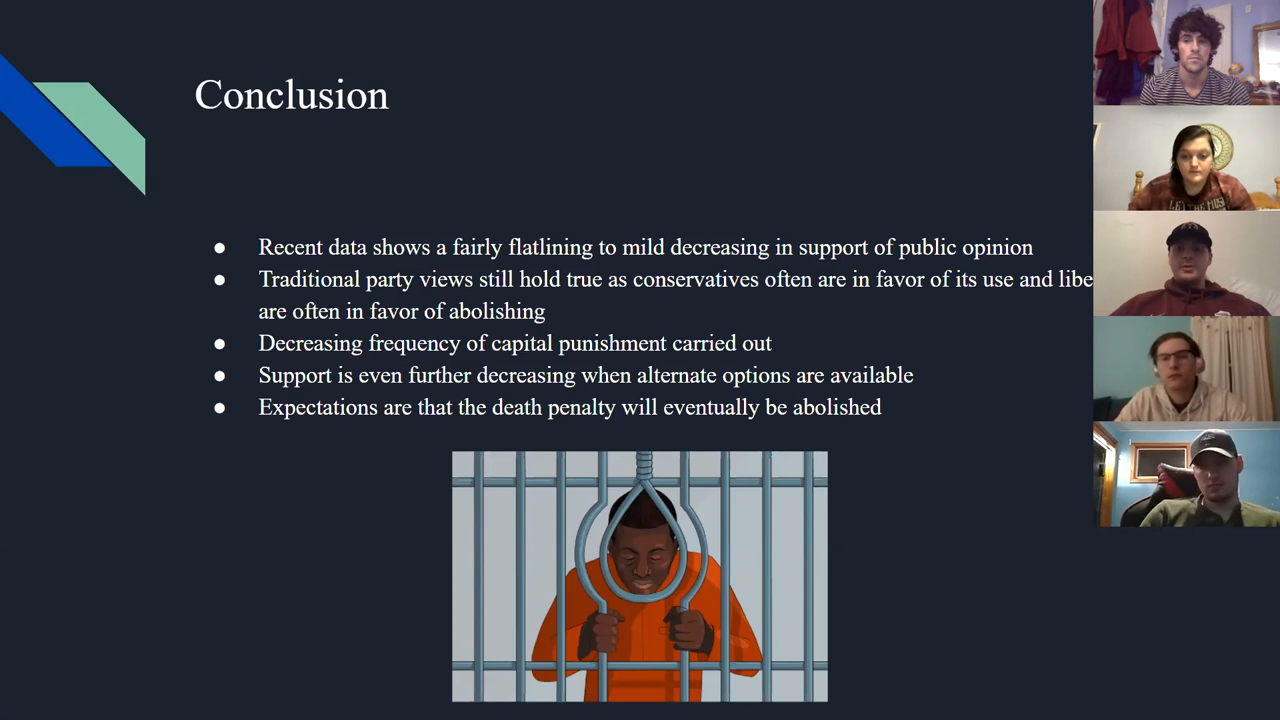 Conclusion
● Recent data shows a fairly flatlining to mild decreasing in support of public opinion
● Traditional party views still hold true as conservatives often are in favor of its use and libe
are often in favor of abolishing
● Decreasing frequency of capital punishment carried out
● Support is even further decreasing when alternate options are available
● Expectations are that the death penalty will eventually be abolished
LET THE MUSI